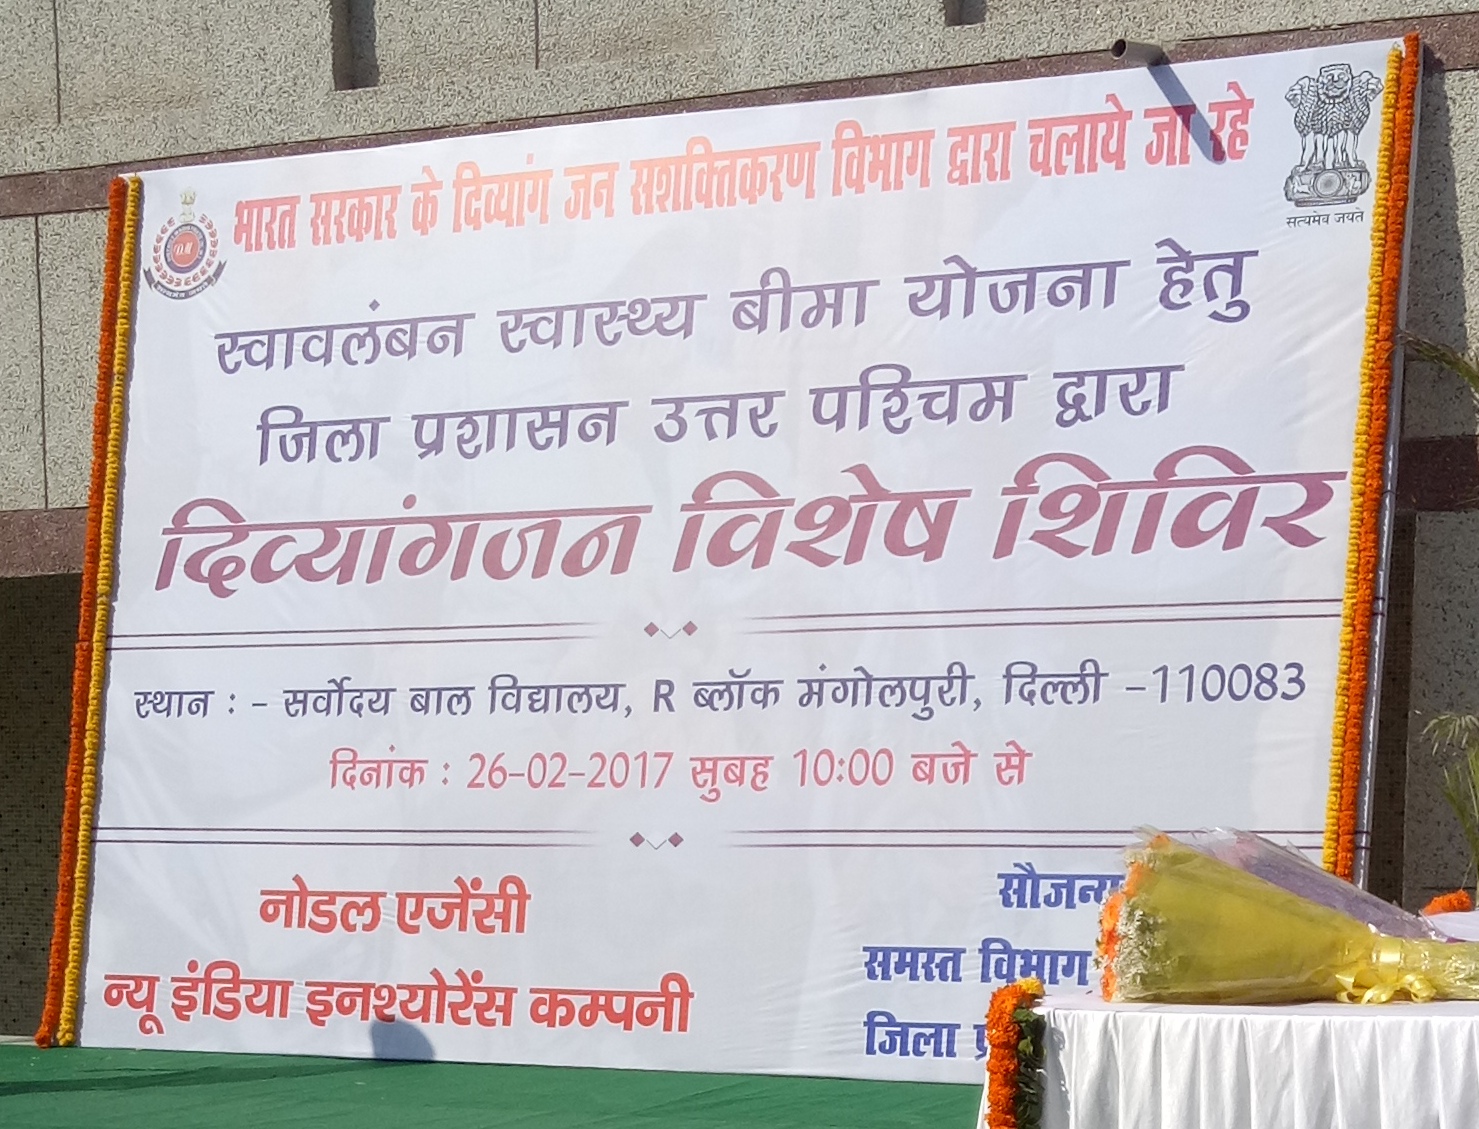 भारत सरकार के दिव्यांग जन सशक्तिकरण विभाग द्वारा चलाये जा रहे
सत्यमेव जयते
स्वावलंबन स्वास्थ्य बीमा योजना हेतु
जिला प्रशासन उत्तर पश्चिम द्वारा
दिव्यांगजन विशेष शिविर
स्थान : - सर्वोदय बाल विद्यालय, R ब्लॉक मंगोलपुरी, दिल्ली -110083
दिनांक : 26-02-2017 सुबह 10:00 बजे से
नोडल एजेंसी
न्यू इंडिया इनश्योरेंस कम्पनी
समस्त विभाग
जिला